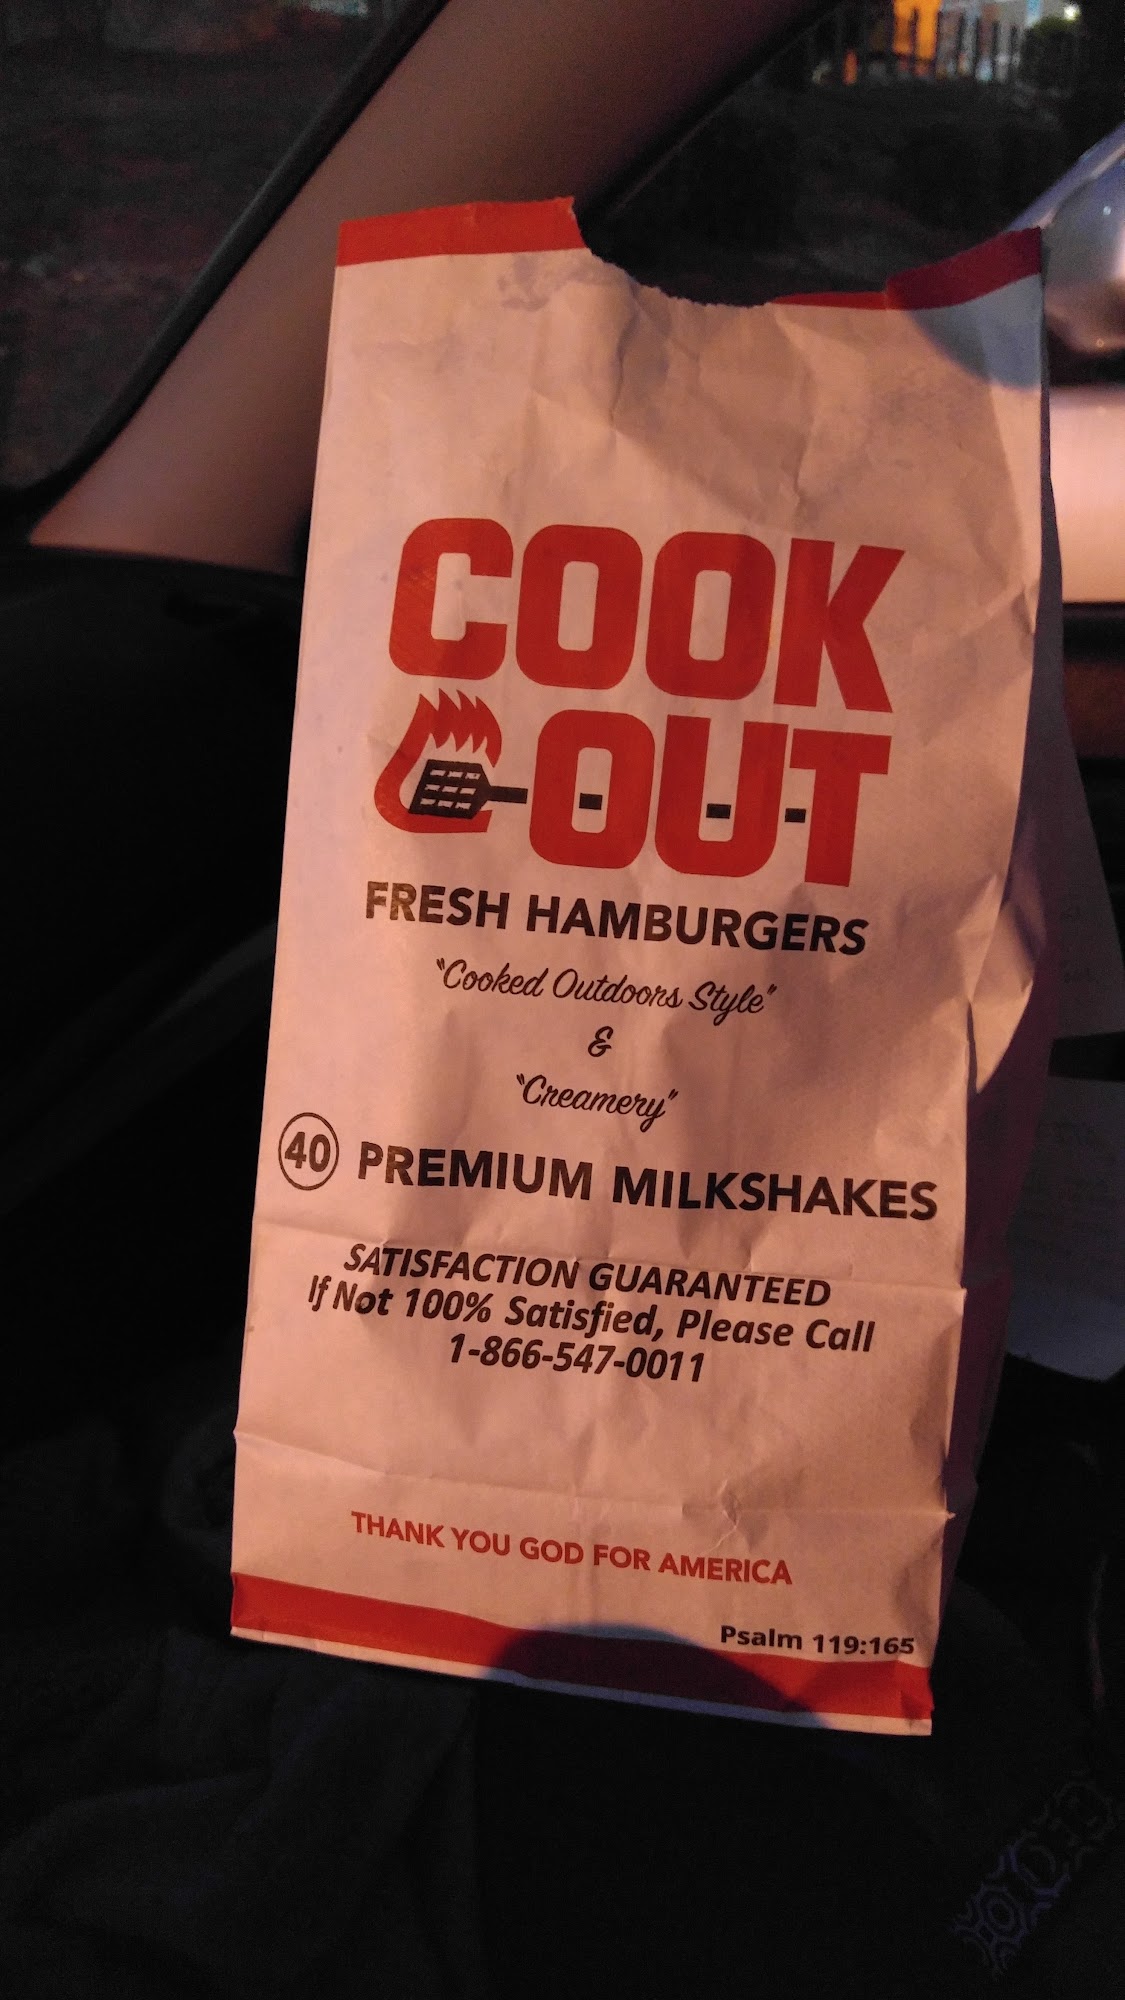 COOK
OUT
FRESH HAMBURGERS
"Cooked Outdoors Style"
&
"Creamery"
40 PREMIUM MILKSHAKES
SATISFACTION GUARANTEED
If Not 100% Satisfied, Please Call
1-866-547-0011
THANK YOU GOD FOR AMERICA
Psalm 119:165